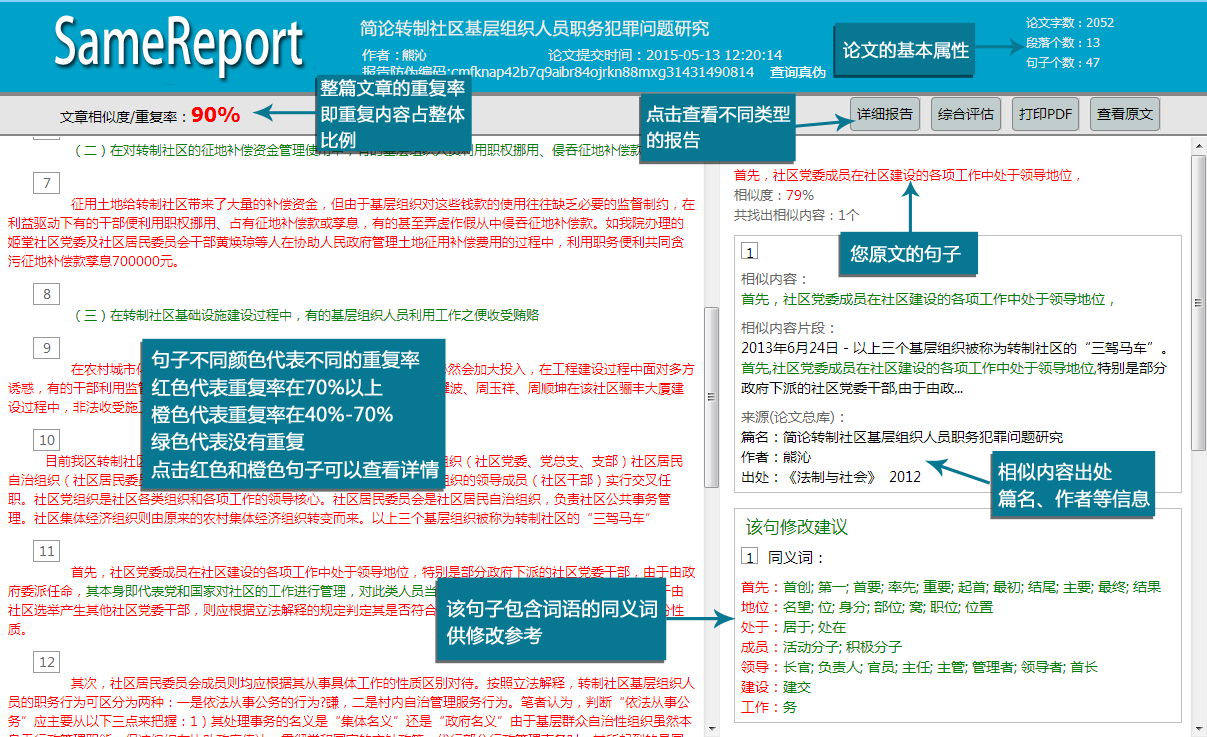 SameReport
简论转制社区基层组织人员职务犯罪问题研究
作者：熊沁 论文提交时间：2015-05-13 12:20:14
报告防伪编码:cmfknap42b7q9aibr84ojrkn88mxg31431490814 查询真伪
论文的基本属性
论文字数：2052
段落个数：13
句子个数：47
文章相似度/重复率：90%
整篇文章的重复率
即重复内容占整体
比例
点击查看不同类型
的报告
详细报告 综合评估 打印PDF 查看原文
（二）在对转制社区的征地补偿资金管理使用中，有的基层组织人员利用职权挪用、侵吞征地补偿款
7
征用土地给转制社区带来了大量的补偿资金，但由于基层组织对这些钱款的使用往往缺乏必要的监督制约，在
利益驱动下有的干部便利用职权挪用、占有征地补偿款或孳息，有的甚至弄虚作假从中侵吞征地补偿款。如我院办理的
姬堂社区党委及社区居民委员会干部黄焕琼等人在协助人民政府管理土地征用补偿费用的过程中，利用职务便利共同贪
污征地补偿款孳息700000元。
8
（三）在转制社区基础设施建设过程中，有的基层组织人员利用工作之便收受贿赂
9
在农村城市化 然会加大投入，在工程建设过程中面对多方
诱惑，有的干部利用监管 波、周玉祥、周顺坤在该社区骊丰大厦建
设过程中，非法收受施工
句子不同颜色代表不同的重复率
红色代表重复率在70%以上
橙色代表重复率在40%-70%
绿色代表没有重复
点击红色和橙色句子可以查看详情
10
目前我区转制社区 组织（社区党委、党总支、支部）社区居民
自治组织（社区居民委员 组织的领导成员（社区干部）实行交叉任
职。社区党组织是社区各类组织和各项工作的领导核心。社区居民委员会是社区居民自治组织，负责社区公共事务管
理。社区集体经济组织则由原来的农村集体经济组织转变而来。以上三个基层组织被称为转制社区的“三驾马车”
11
首先，社区党委成员在社区建设的各项工作中处于领导地位，特别是部分政府下派的社区党委干部，由于由政
府委派任命，其本身即代表党和国家对社区的工作进行管理，对此类人员当 于由
社区选举产生其他社区党委干部，则应根据立法解释的规定判定其是否符合 份性
质。
该句子包含词语的同义词
供修改参考
12
其次，社区居民委员会成员则均应根据其从事具体工作的性质区别对待。按照立法解释，转制社区基层组织人
员的职务行为可区分为两种：一是依法从事公务的行为?縑，二是村内自治管理服务行为。笔者认为，判断“依法从事公
务”应主要从以下三点来把握：1）其处理事务的名义是“集体名义”还是“政府名义”由于基层群众自治性组织虽然本
首先，社区党委成员在社区建设的各项工作中处于领导地位，
相似度：79%
共找出相似内容：1个
您原文的句子
1
相似内容：
首先，社区党委成员在社区建设的各项工作中处于领导地位，
相似内容片段：
2013年6月24日 - 以上三个基层组织被称为转制社区的“三驾马车”。
首先,社区党委成员在社区建设的各项工作中处于领导地位,特别是部分
政府下派的社区党委干部,由于由政...
来源(论文总库)：
篇名：简论转制社区基层组织人员职务犯罪问题研究
作者：熊沁
出处：《法制与社会》 2012
相似内容出处
篇名、作者等信息
该句修改建议
1 同义词：
首先：首创; 第一; 首要; 率先; 重要; 起首; 最初; 结尾; 主要; 最终; 结果
地位：名望; 位; 身分; 部位; 窝; 职位; 位置
处于：居于; 处在
成员：活动分子; 积极分子
领导：长官; 负责人; 官员; 主任; 主管; 管理者; 领导者; 首长
建设：建交
工作：务